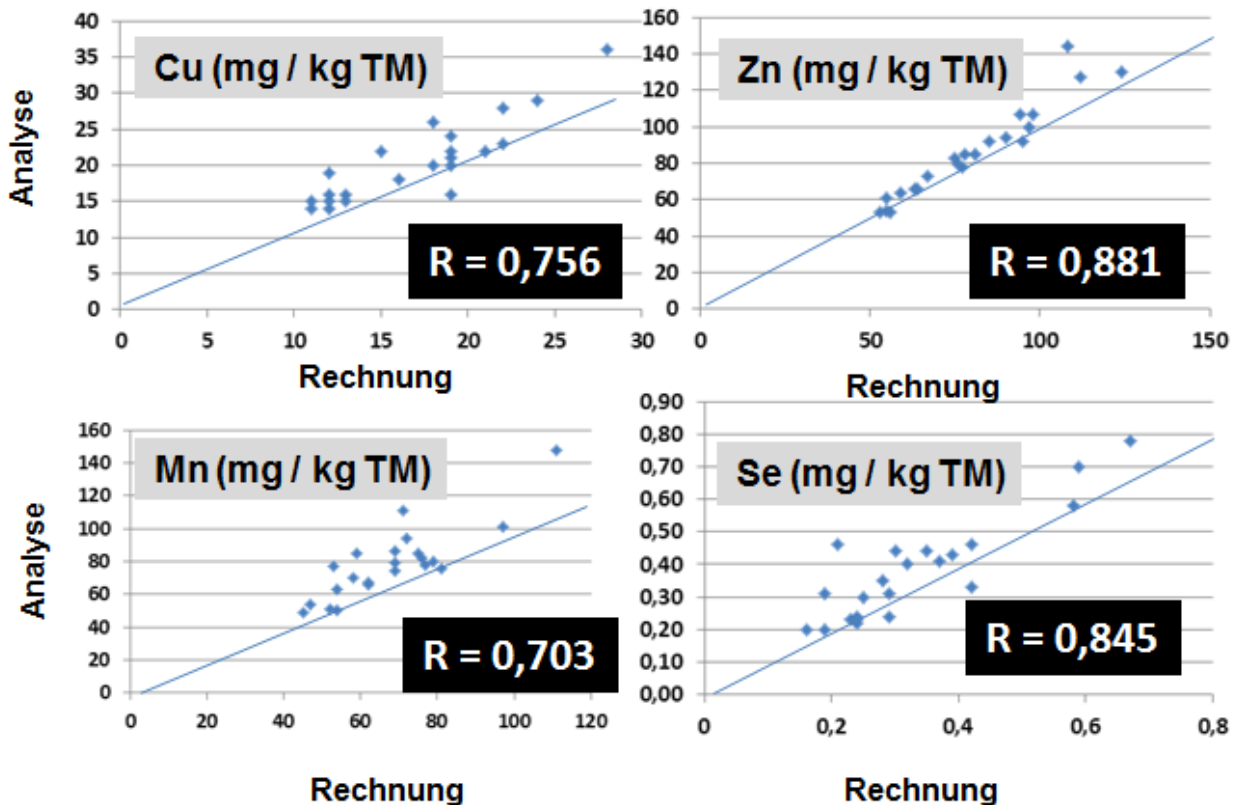 Cu (mg / kg TM)
Analyse
40
35
30
25
20
15
10
5
0
0 5 10 15 20 25 30
Rechnung
R = 0,756
Zn (mg / kg TM)
160
140
120
100
80
60
40
20
0
0 50 100 150
Rechnung
R = 0,881
Mn (mg / kg TM)
Analyse
160
140
120
100
80
60
40
20
0
0 20 40 60 80 100 120
Rechnung
R = 0,703
Se (mg / kg TM)
0,90
0,80
0,70
0,60
0,50
0,40
0,30
0,20
0,10
0,00
0 0,2 0,4 0,6 0,8
Rechnung
R = 0,845